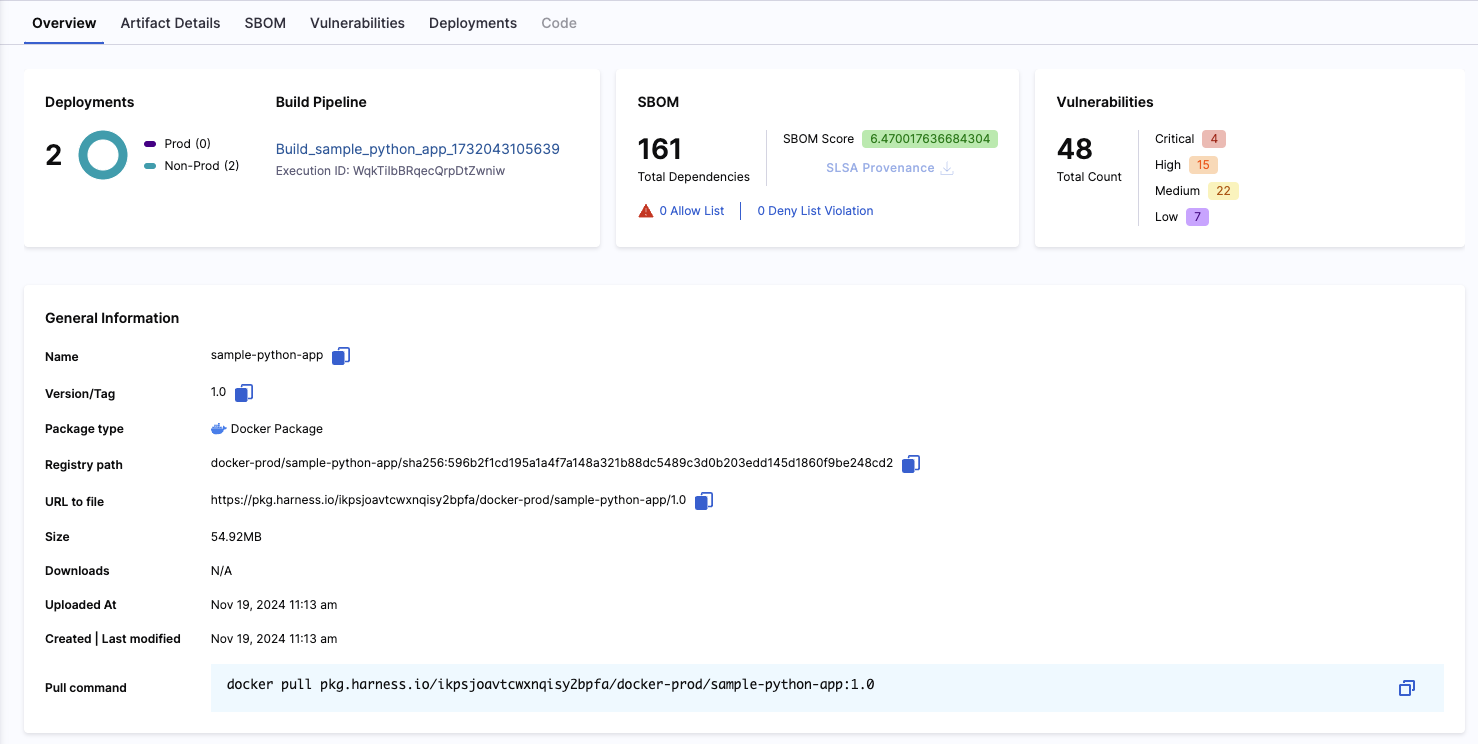 Overview Artifact Details SBOM Vulnerabilities Deployments Code
Deployments
2
Prod (0)
Non-Prod (2)
Build Pipeline
Build_sample_python_app_1732043105639
Execution ID: WqkTiIbBRqecQrpDtZwniw
SBOM
161
Total Dependencies
SBOM Score 6.470017636684304
SLSA Provenance
0 Allow List 0 Deny List Violation
Vulnerabilities
48
Total Count
Critical 4
High 15
Medium 22
Low 7
General Information
Name sample-python-app
Version/Tag 1.0
Package type Docker Package
Registry path docker-prod/sample-python-app/sha256:596b2f1cd195a1a4f7a148a321b88dc5489c3d0b203edd145d1860f9be248cd2
URL to file https://pkg.harness.io/ikpsjoavtcwxnqisy2bpfa/docker-prod/sample-python-app/1.0
Size 54.92MB
Downloads N/A
Uploaded At Nov 19, 2024 11:13 am
Created | Last modified Nov 19, 2024 11:13 am
Pull command docker pull pkg.harness.io/ikpsjoavtcwxnqisy2bpfa/docker-prod/sample-python-app:1.0